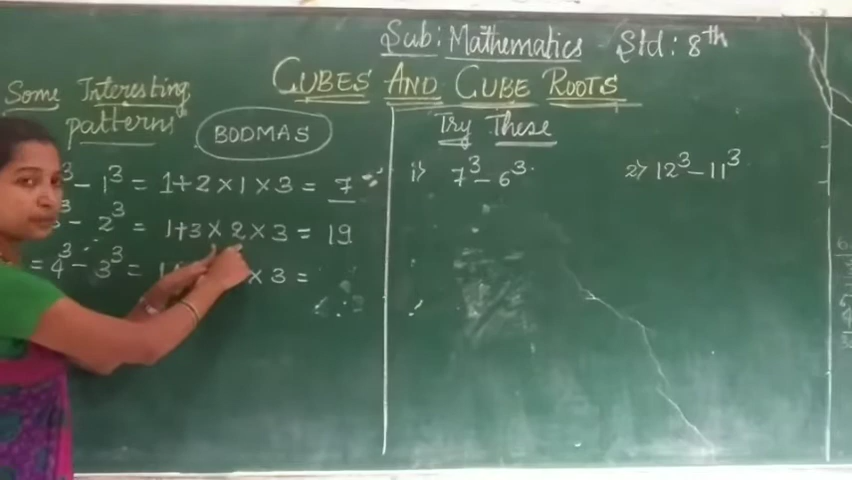 Sub: Mathematics Std: 8th
CUBES AND CUBE ROOTS
Some Interesting
patterns
BODMAS
³ - 1³ = 1+2×1×3 = 7
³ - 2³ = 1+3×2×3 = 19
= 4³ - 3³ = 1+ ×3 =
Try These
i) 7³ - 6³
2) 12³ - 11³